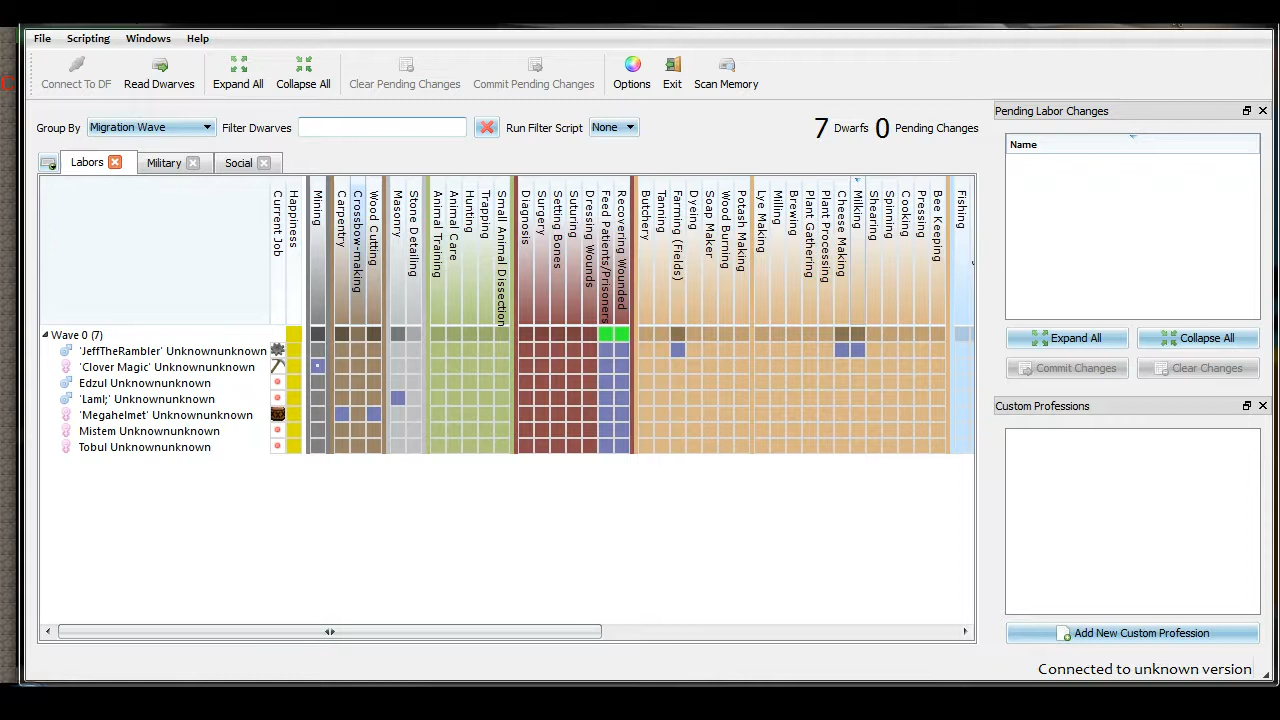 File Scripting Windows Help
Connect To DF Read Dwarves Expand All Collapse All Clear Pending Changes Commit Pending Changes Options Exit Scan Memory
Group By Migration Wave Filter Dwarves Run Filter Script None 7 Dwarfs 0 Pending Changes
Labors Military Social
Current Job
Happiness
Mining
Carpentry
Crossbow-making
Wood Cutting
Masonry
Stone Detailing
Animal Training
Animal Care
Hunting
Trapping
Small Animal Dissection
Diagnosis
Surgery
Setting Bones
Suturing
Dressing Wounds
Feed Patients/Prisoners
Recovering Wounded
Butchery
Tanning
Farming (Fields)
Dyeing
Soap Maker
Wood Burning
Potash Making
Lye Making
Milling
Brewing
Plant Gathering
Plant Processing
Cheese Making
Milking
Shearing
Spinning
Cooking
Pressing
Bee Keeping
Fishing
Wave 0 (7)
'JeffTheRambler' Unknownunknown
'Clover Magic' Unknownunknown
Edzul Unknownunknown
'Laml;' Unknownunknown
'Megahelmet' Unknownunknown
Mistem Unknownunknown
Tobul Unknownunknown
Pending Labor Changes
Name
Expand All Collapse All
Commit Changes Clear Changes
Custom Professions
Add New Custom Profession
Connected to unknown version